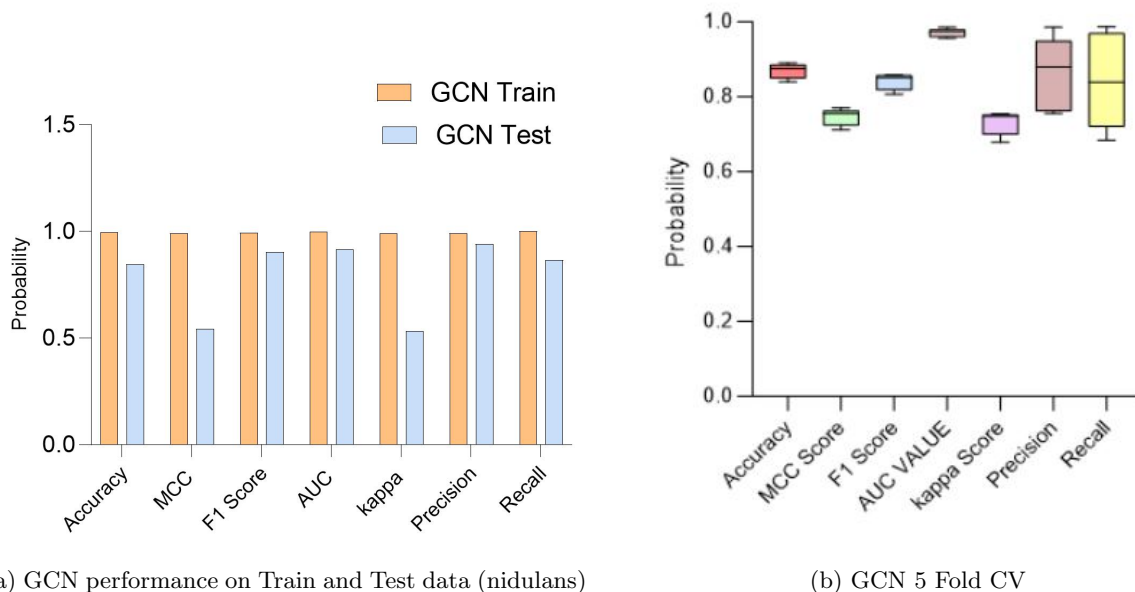 GCN Train
GCN Test
Probability
1.5
1.0
0.5
0.0
Accuracy
MCC
F1 Score
AUC
kappa
Precision
Recall
a) GCN performance on Train and Test data (nidulans)
Probability
1.0
0.8
0.6
0.4
0.2
0.0
Accuracy
MCC Score
F1 Score
AUC VALUE
kappa Score
Precision
Recall
(b) GCN 5 Fold CV